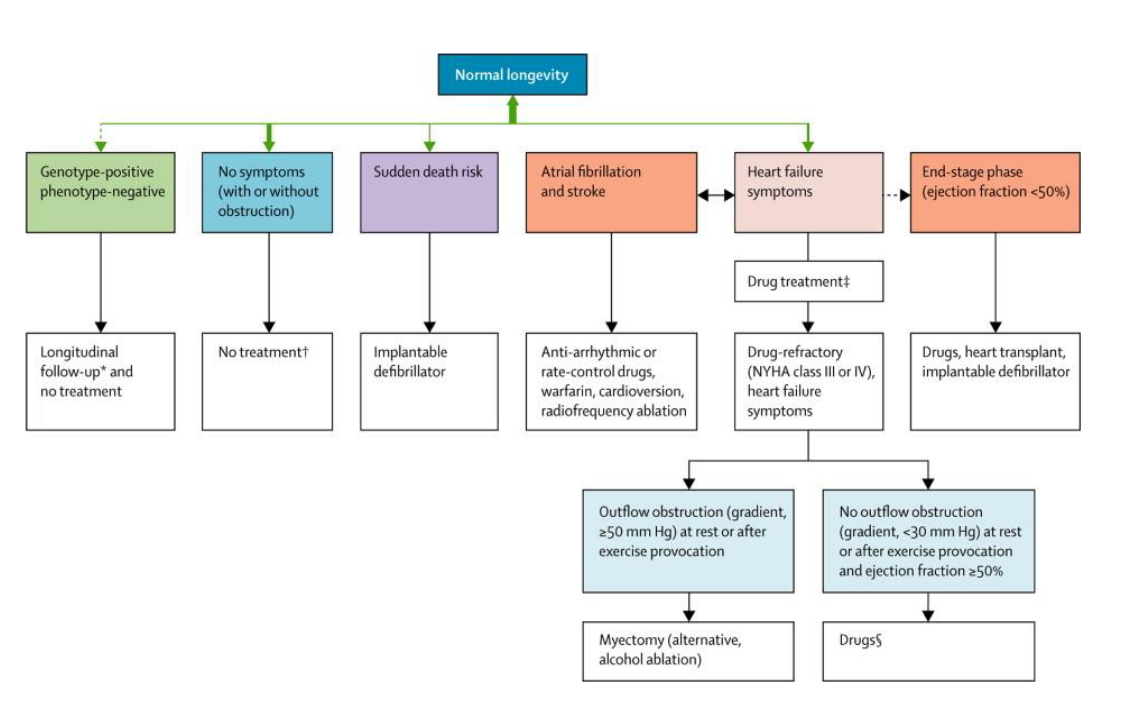 Normal longevity
Genotype-positive
phenotype-negative
No symptoms
(with or without
obstruction)
Sudden death risk
Atrial fibrillation
and stroke
Heart failure
symptoms
End-stage phase
(ejection fraction <50%)
Drug treatment‡
Longitudinal
follow-up* and
no treatment
No treatment†
Implantable
defibrillator
Anti-arrhythmic or
rate-control drugs,
warfarin, cardioversion,
radiofrequency ablation
Drug-refractory
(NYHA class III or IV),
heart failure
symptoms
Drugs, heart transplant,
implantable defibrillator
Outflow obstruction (gradient,
≥50 mm Hg) at rest or after
exercise provocation
No outflow obstruction
(gradient, <30 mm Hg) at rest
or after exercise provocation
and ejection fraction ≥50%
Myectomy (alternative,
alcohol ablation)
Drugs§